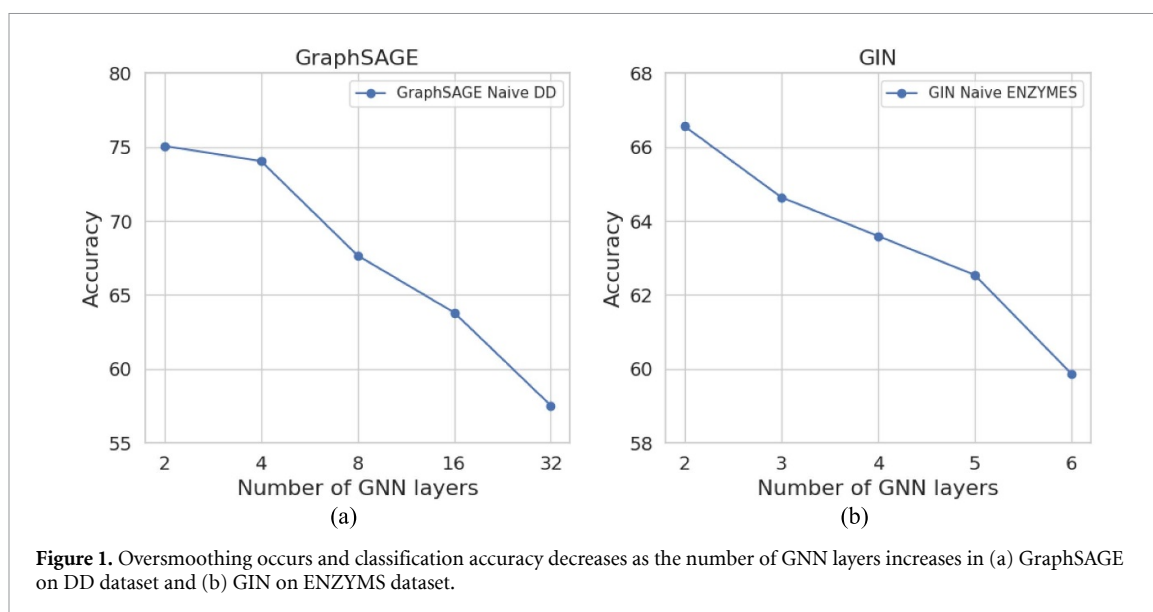 GraphSAGE
80
75
70
65
60
55
Accuracy
GraphSAGE Naive DD
2 4 8 16 32
Number of GNN layers
(a)
GIN
68
66
64
62
60
58
Accuracy
GIN Naive ENZYMES
2 3 4 5 6
Number of GNN layers
(b)
Figure 1. Oversmoothing occurs and classification accuracy decreases as the number of GNN layers increases in (a) GraphSAGE
on DD dataset and (b) GIN on ENZYMS dataset.